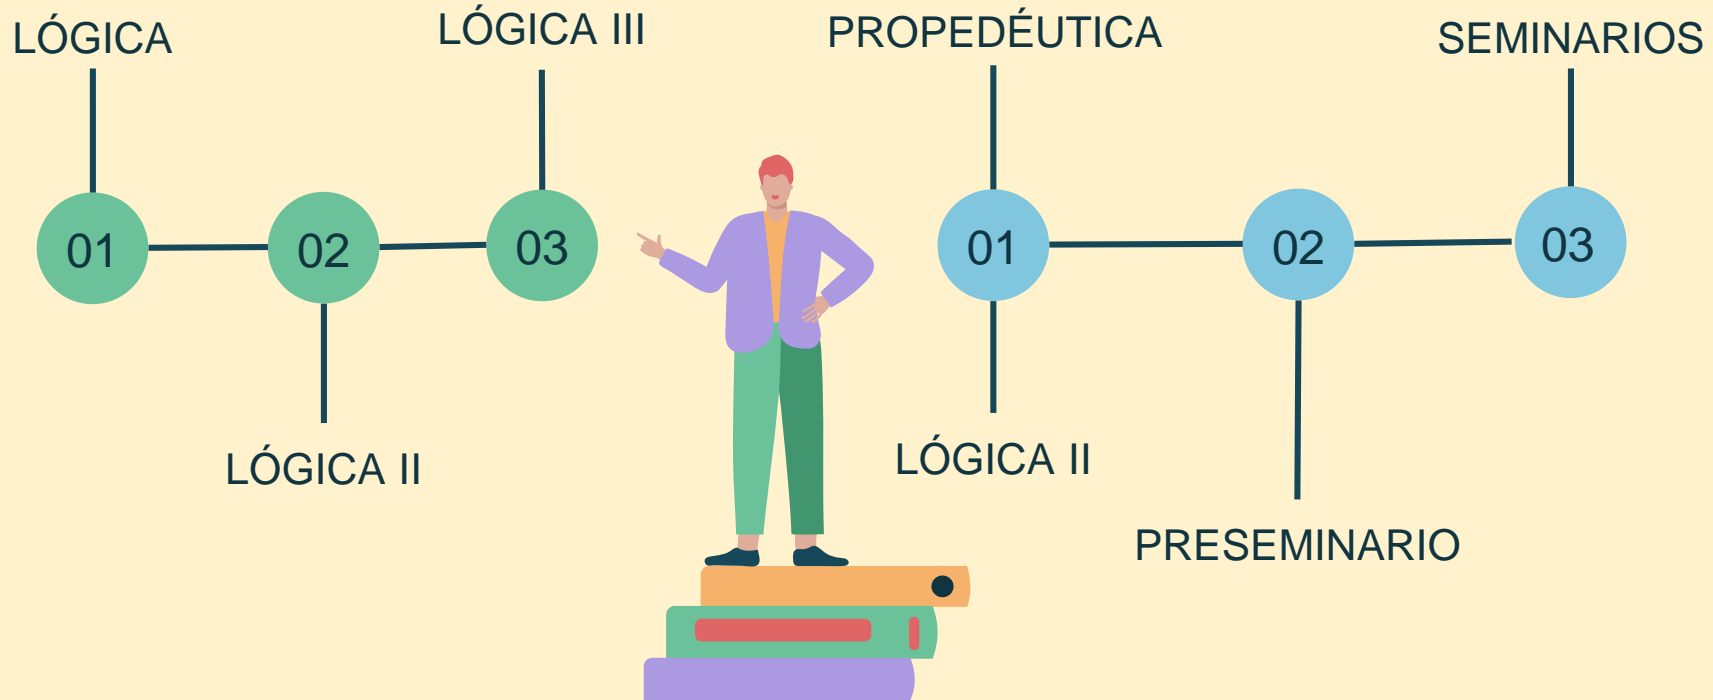 LÓGICA
LÓGICA III
01
02
03
LÓGICA II
PROPEDÉUTICA
SEMINARIOS
01
02
03
LÓGICA II
PRESEMINARIO